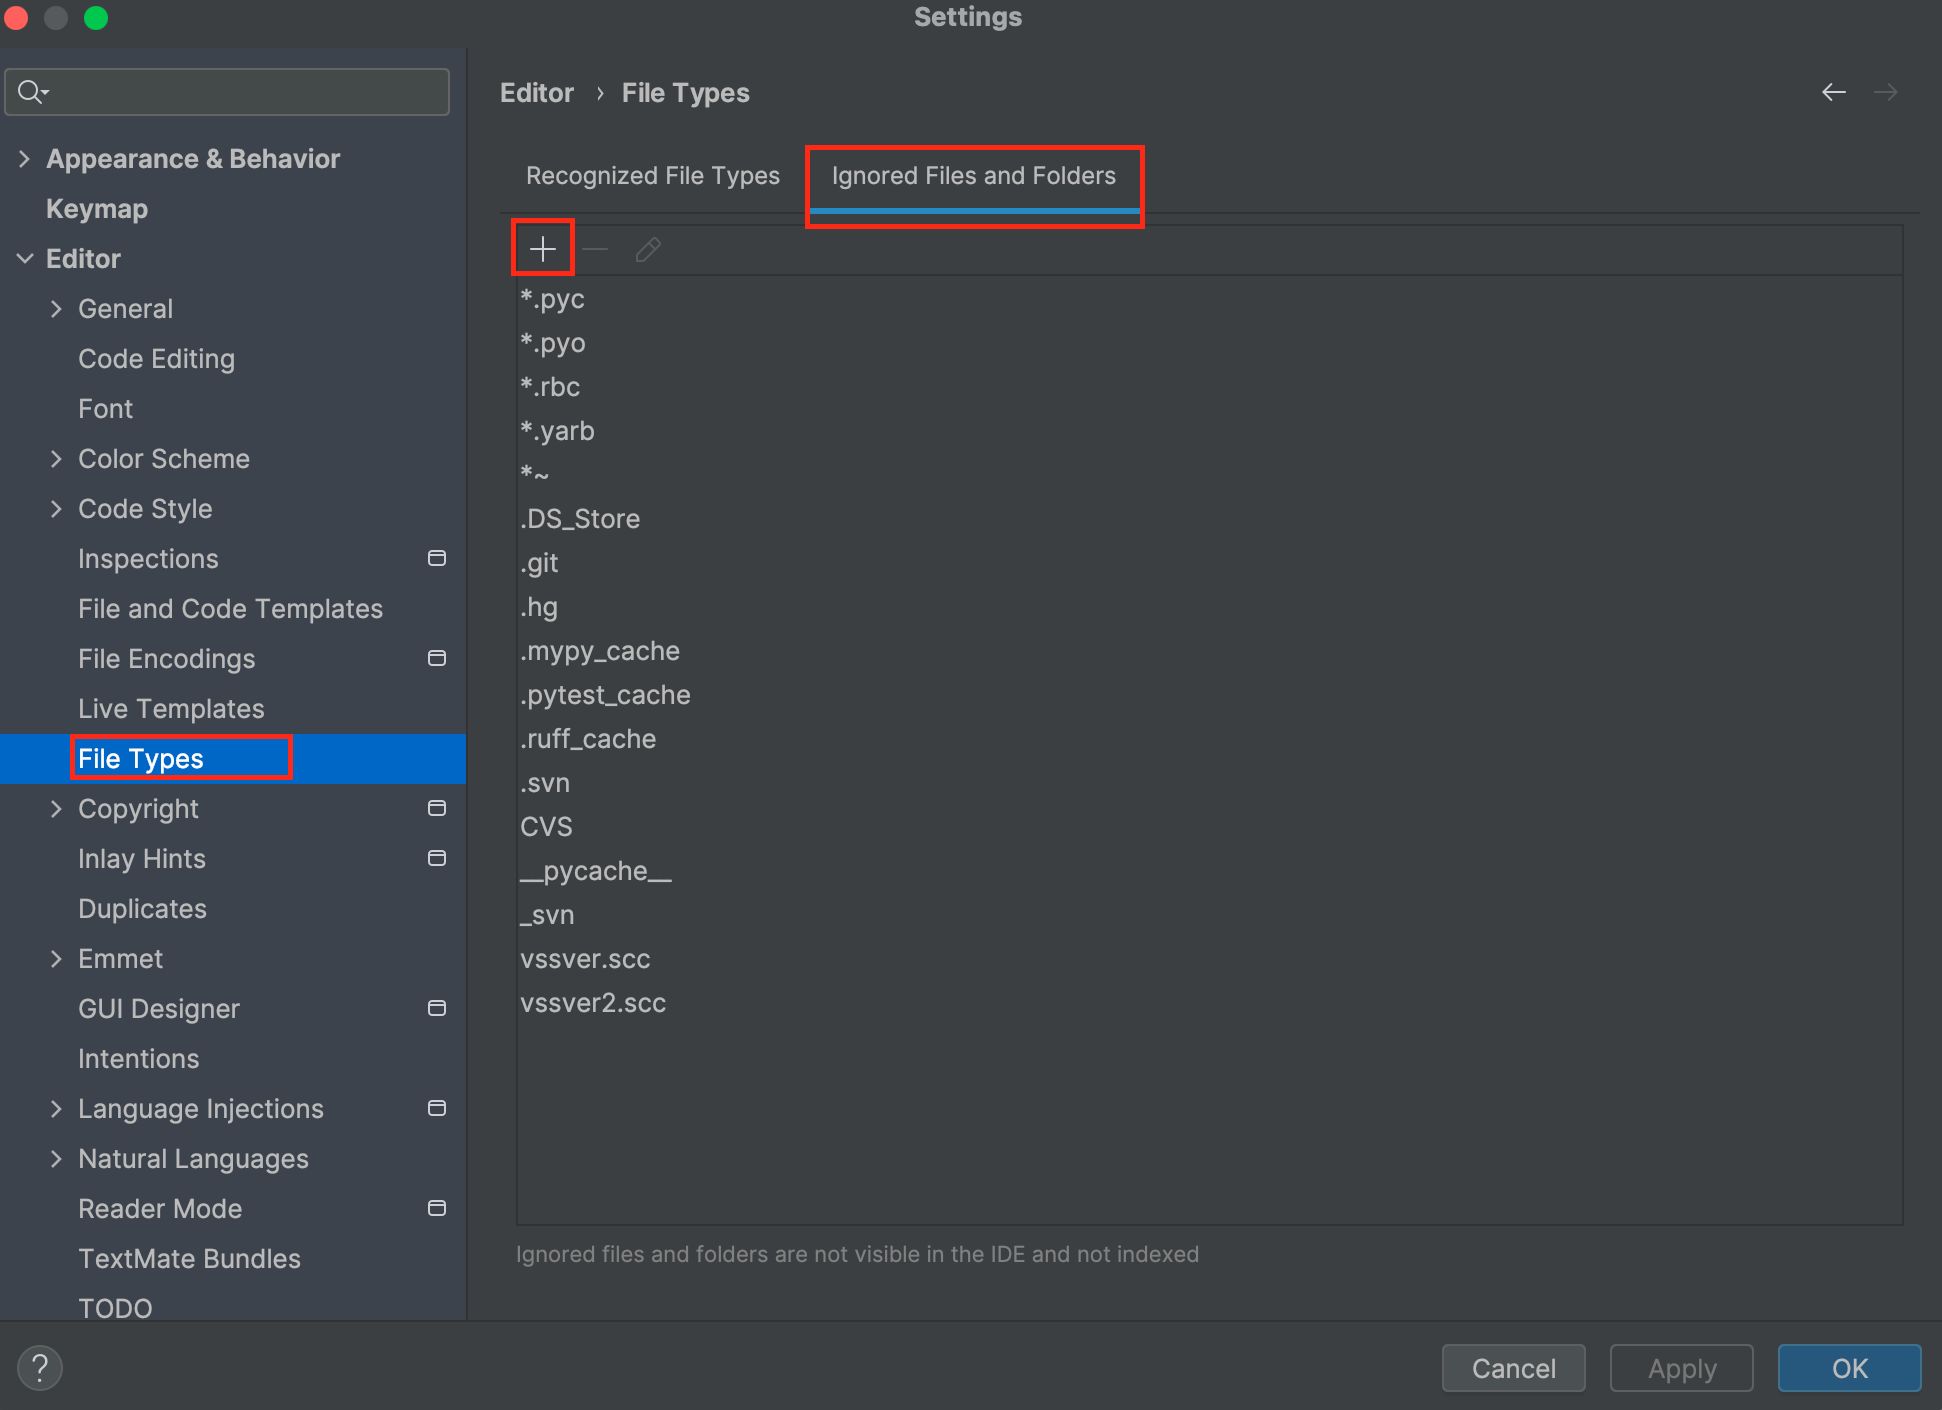 Settings
Appearance & Behavior
Keymap
Editor
General
Code Editing
Font
Color Scheme
Code Style
Inspections
File and Code Templates
File Encodings
Live Templates
File Types
Copyright
Inlay Hints
Duplicates
Emmet
GUI Designer
Intentions
Language Injections
Natural Languages
Reader Mode
TextMate Bundles
TODO
Editor › File Types
Recognized File Types Ignored Files and Folders
*.pyc
*.pyo
*.rbc
*.yarb
*~
.DS_Store
.git
.hg
.mypy_cache
.pytest_cache
.ruff_cache
.svn
CVS
__pycache__
_svn
vssver.scc
vssver2.scc
Ignored files and folders are not visible in the IDE and not indexed
? Cancel Apply OK